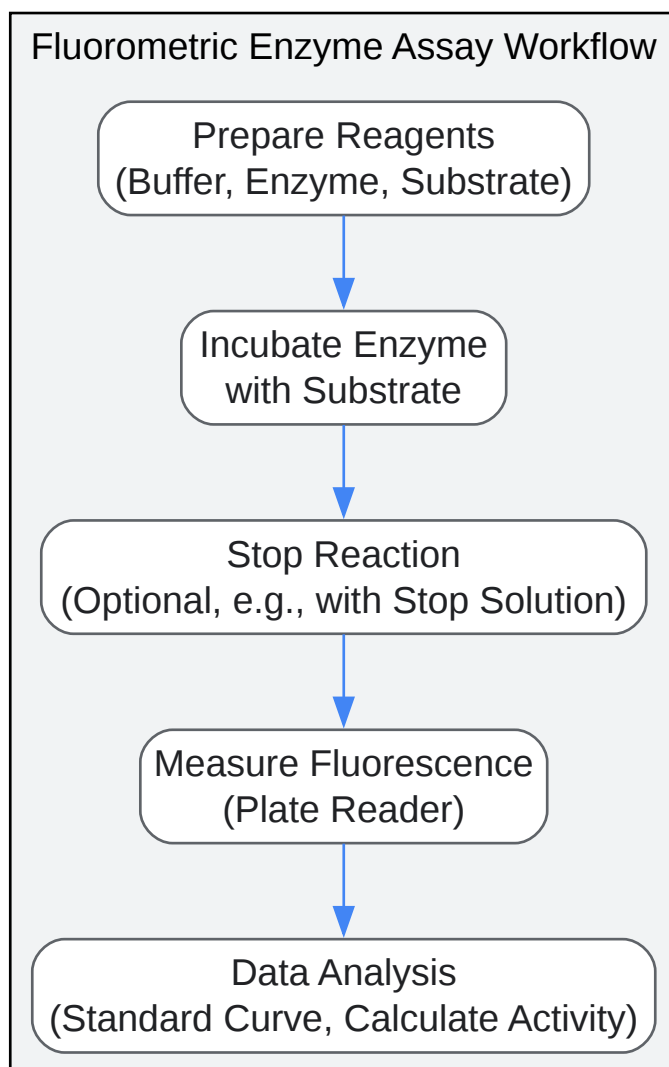 Fluorometric Enzyme Assay Workflow
Prepare Reagents
(Buffer, Enzyme, Substrate)
Incubate Enzyme
with Substrate
Stop Reaction
(Optional, e.g., with Stop Solution)
Measure Fluorescence
(Plate Reader)
Data Analysis
(Standard Curve, Calculate Activity)